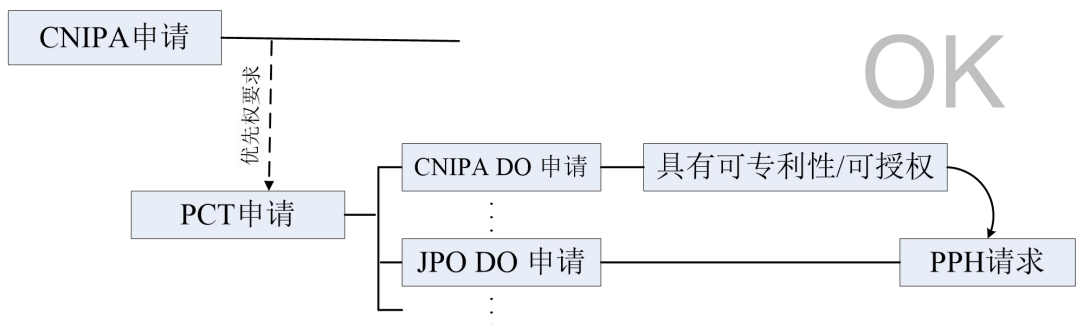 CNIPA申请
OK
优先权要求
CNIPA DO 申请
具有可专利性/可授权
PCT申请
JPO DO 申请
PPH请求